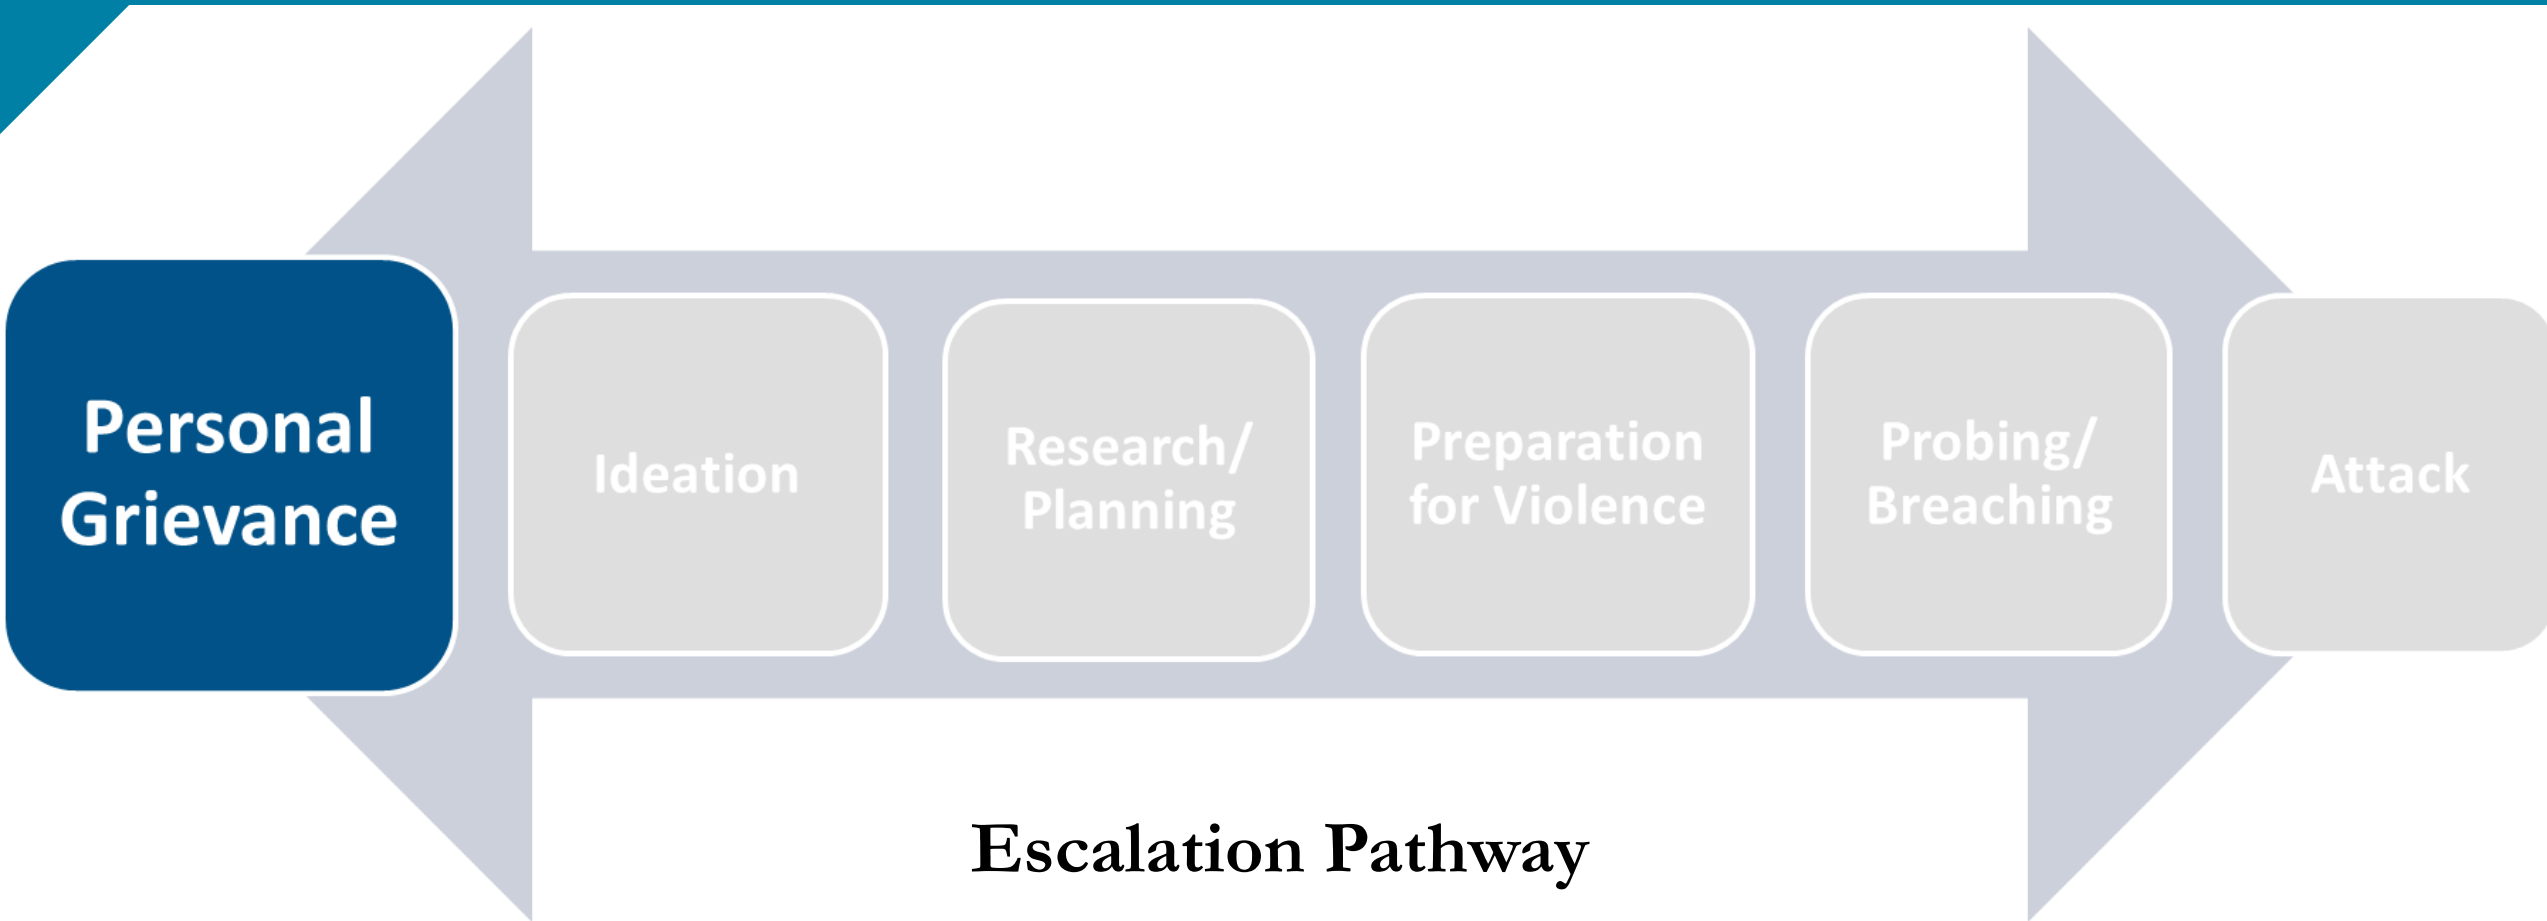 Personal
Grievance
Ideation
Research/
Planning
Preparation
for Violence
Probing/
Breaching
Attack
Escalation Pathway